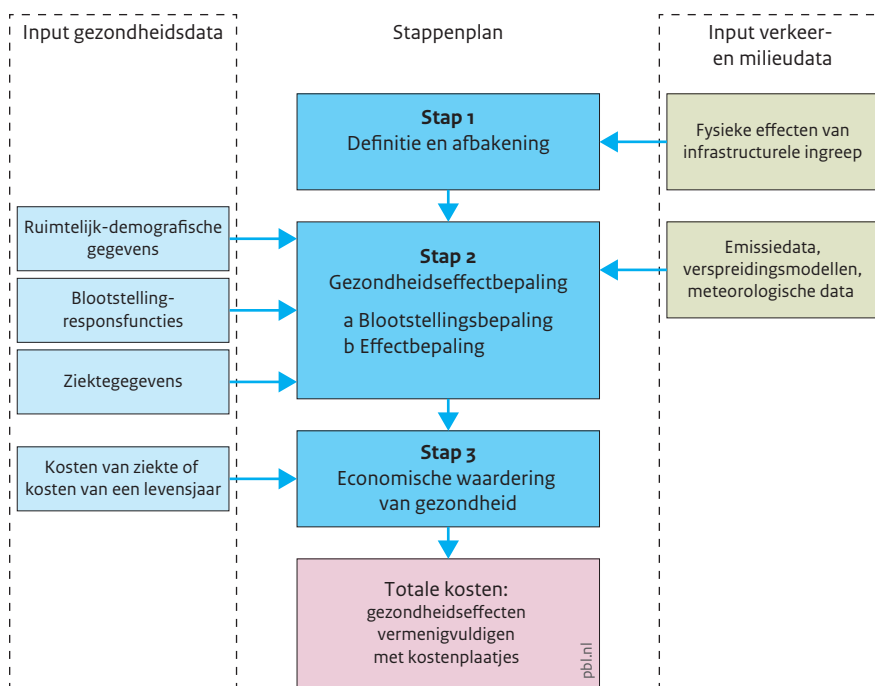 Input gezondheidsdata
Stappenplan
Input verkeer-
en milieudata
Stap 1
Definitie en afbakening
Fysieke effecten van
infrastructurele ingreep
Ruimtelijk-demografische
gegevens
Blootstelling-
responsfuncties
Ziektegegevens
Stap 2
Gezondheidseffectbepaling
a Blootstellingsbepaling
b Effectbepaling
Emissiedata,
verspreidingsmodellen,
meteorologische data
Kosten van ziekte of
kosten van een levensjaar
Stap 3
Economische waardering
van gezondheid
Totale kosten:
gezondheidseffecten
vermenigvuldigen
met kostenplaatjes
pbl.nl